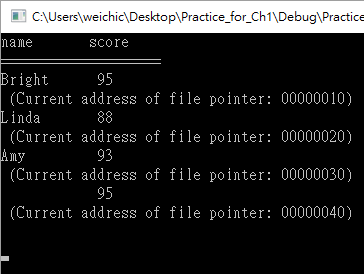 C:\Users\weichic\Desktop\Practice_for_Ch1\Debug\Practice
name score
====================
Bright 95
(Current address of file pointer: 00000010)
Linda 88
(Current address of file pointer: 00000020)
Amy 93
(Current address of file pointer: 00000030)
95
(Current address of file pointer: 00000040)